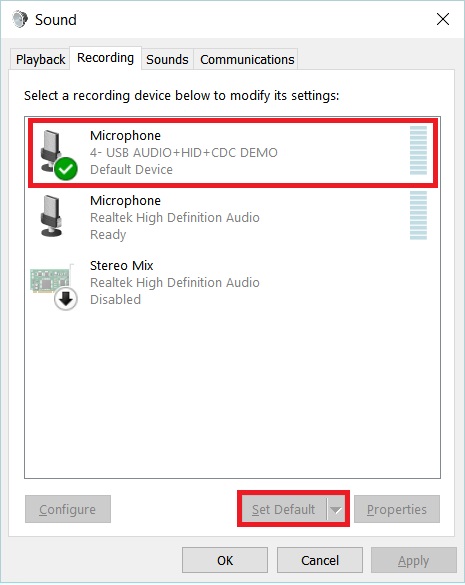 Sound
Playback Recording Sounds Communications
Select a recording device below to modify its settings:
Microphone
4- USB AUDIO+HID+CDC DEMO
Default Device
Microphone
Realtek High Definition Audio
Ready
Stereo Mix
Realtek High Definition Audio
Disabled
Configure Set Default Properties
OK Cancel Apply